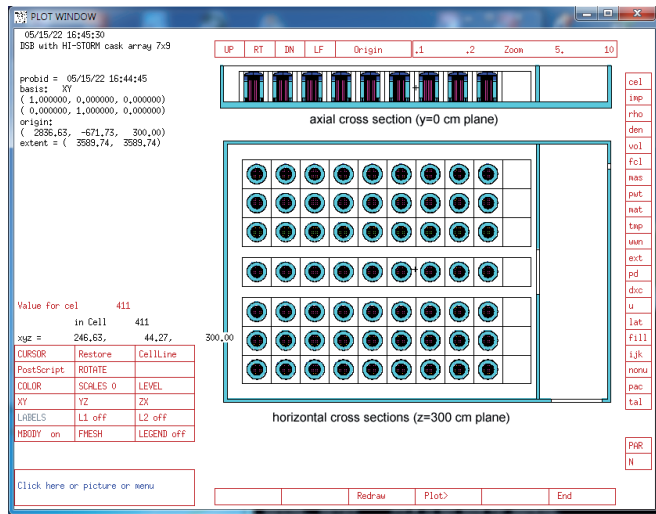 PLOT WINDOW
05/15/22 16:45:30
DSB with HI-STORM cask array 7x9
probid = 05/15/22 16:44:45
basis: XY
( 1.000000, 0.000000, 0.000000)
( 0.000000, 1.000000, 0.000000)
origin:
( 2836.63, -671.73, 300.00)
extent = ( 3589.74, 3589.74)
UP RT DN LF Origin .1 .2 Zoom 5. 10
axial cross section (y=0 cm plane)
horizontal cross sections (z=300 cm plane)
cel
imp
rho
den
vol
fcl
mas
pwt
mat
tmp
wwn
ext
pd
dxc
u
lat
fill
ijk
nonu
pac
tal
PAR
N
Value for cel 411
in Cell 411
xyz = 246.63, 44.27, 300.00
CURSOR Restore CellLine
PostScript ROTATE
COLOR SCALES 0 LEVEL
XY YZ ZX
LABELS L1 off L2 off
MBODY on FMESH LEGEND off
Click here or picture or menu
Redraw Plot> End